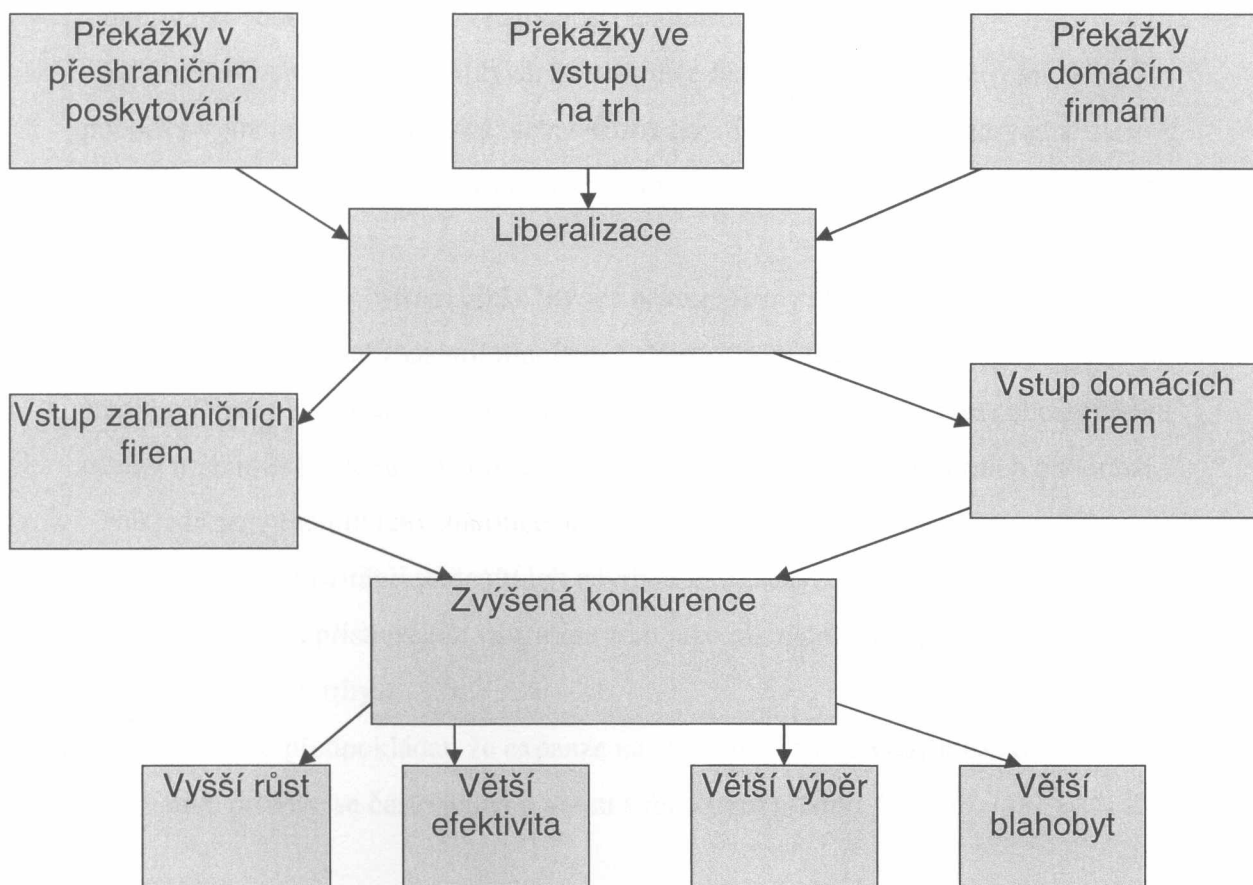 Překážky v
přeshraničním
poskytování
Překážky ve
vstupu
na trh
Překážky
domácím
firmám
Liberalizace
Vstup zahraničních
firem
Vstup domácích
firem
Zvýšená konkurence
Vyšší růst
Větší
efektivita
Větší výběr
Větší
blahobyt